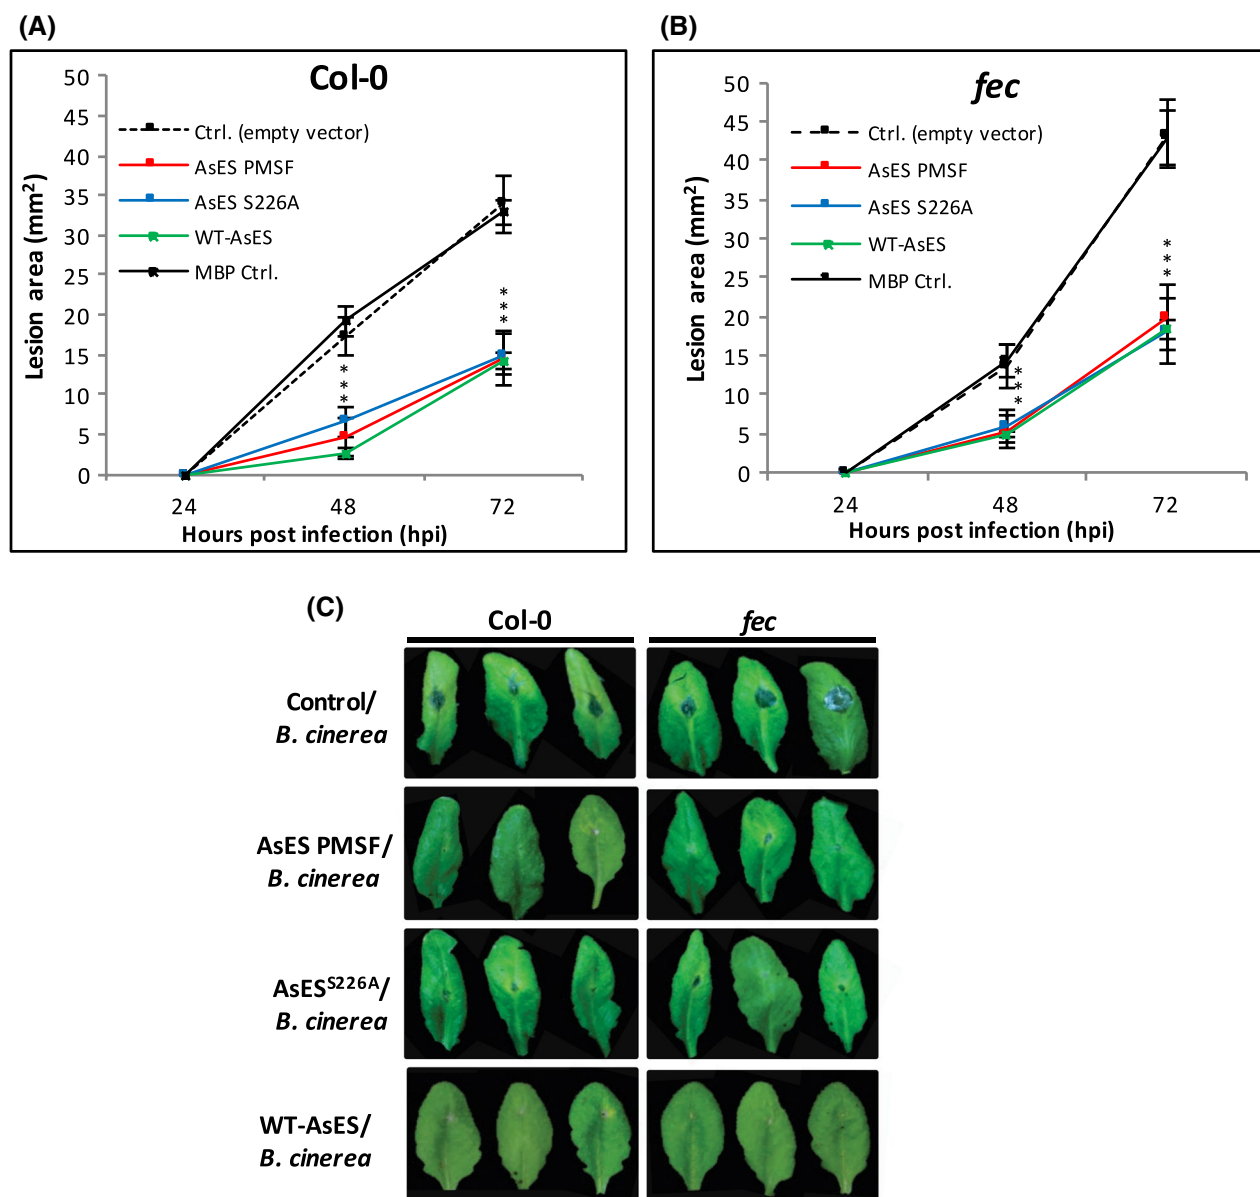 (A)
Col-0
50
45
40
35
30
25
20
15
10
5
0
Lesion area (mm²)
Ctrl. (empty vector)
AsES PMSF
AsES S226A
WT-AsES
MBP Ctrl.
***
***
24
48
72
Hours post infection (hpi)
(B)
fec
50
45
40
35
30
25
20
15
10
5
0
Lesion area (mm²)
Ctrl. (empty vector)
AsES PMSF
AsES S226A
WT-AsES
MBP Ctrl.
***
***
24
48
72
Hours post infection (hpi)
(C)
Col-0
fec
Control/
B. cinerea
AsES PMSF/
B. cinerea
AsES^S226A/
B. cinerea
WT-AsES/
B. cinerea